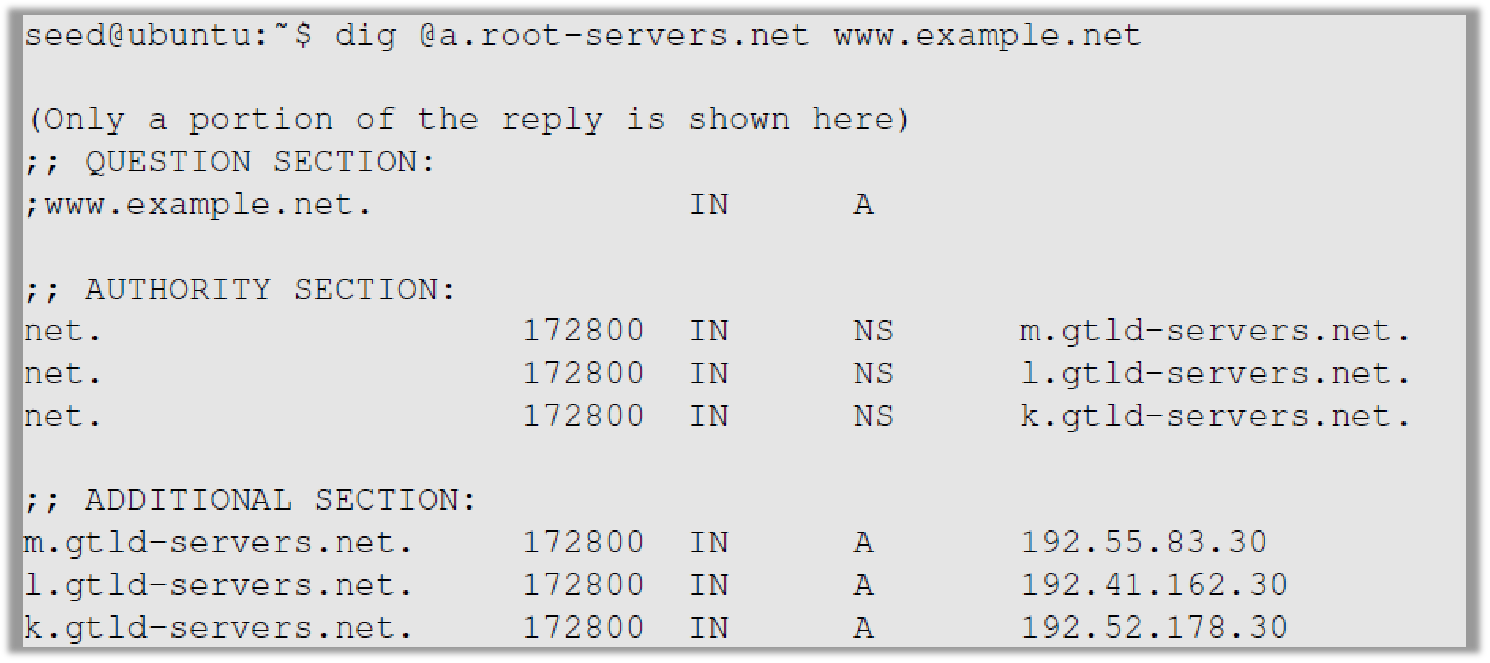 seed@ubuntu:~$ dig @a.root-servers.net www.example.net
(Only a portion of the reply is shown here)
;; QUESTION SECTION:
;www.example.net. IN A
;; AUTHORITY SECTION:
net. 172800 IN NS m.gtld-servers.net.
net. 172800 IN NS l.gtld-servers.net.
net. 172800 IN NS k.gtld-servers.net.
;; ADDITIONAL SECTION:
m.gtld-servers.net. 172800 IN A 192.55.83.30
l.gtld-servers.net. 172800 IN A 192.41.162.30
k.gtld-servers.net. 172800 IN A 192.52.178.30